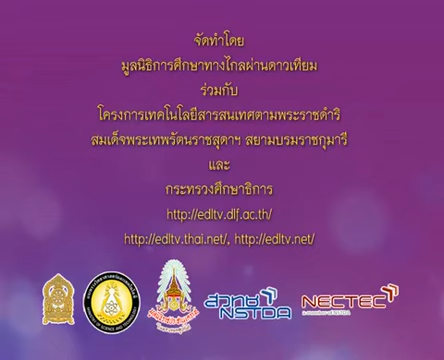 จัดทำโดย
มูลนิธิการศึกษาทางไกลผ่านดาวเทียม
ร่วมกับ
โครงการเทคโนโลยีสารสนเทศตามพระราชดำริ
สมเด็จพระเทพรัตนราชสุดาฯ สยามบรมราชกุมารี
และ
กระทรวงศึกษาธิการ
http://edltv.dlf.ac.th/
http://edltv.thai.net/, http://edltv.net/
สวทช
NSTDA
NECTEC
a member of NSTDA